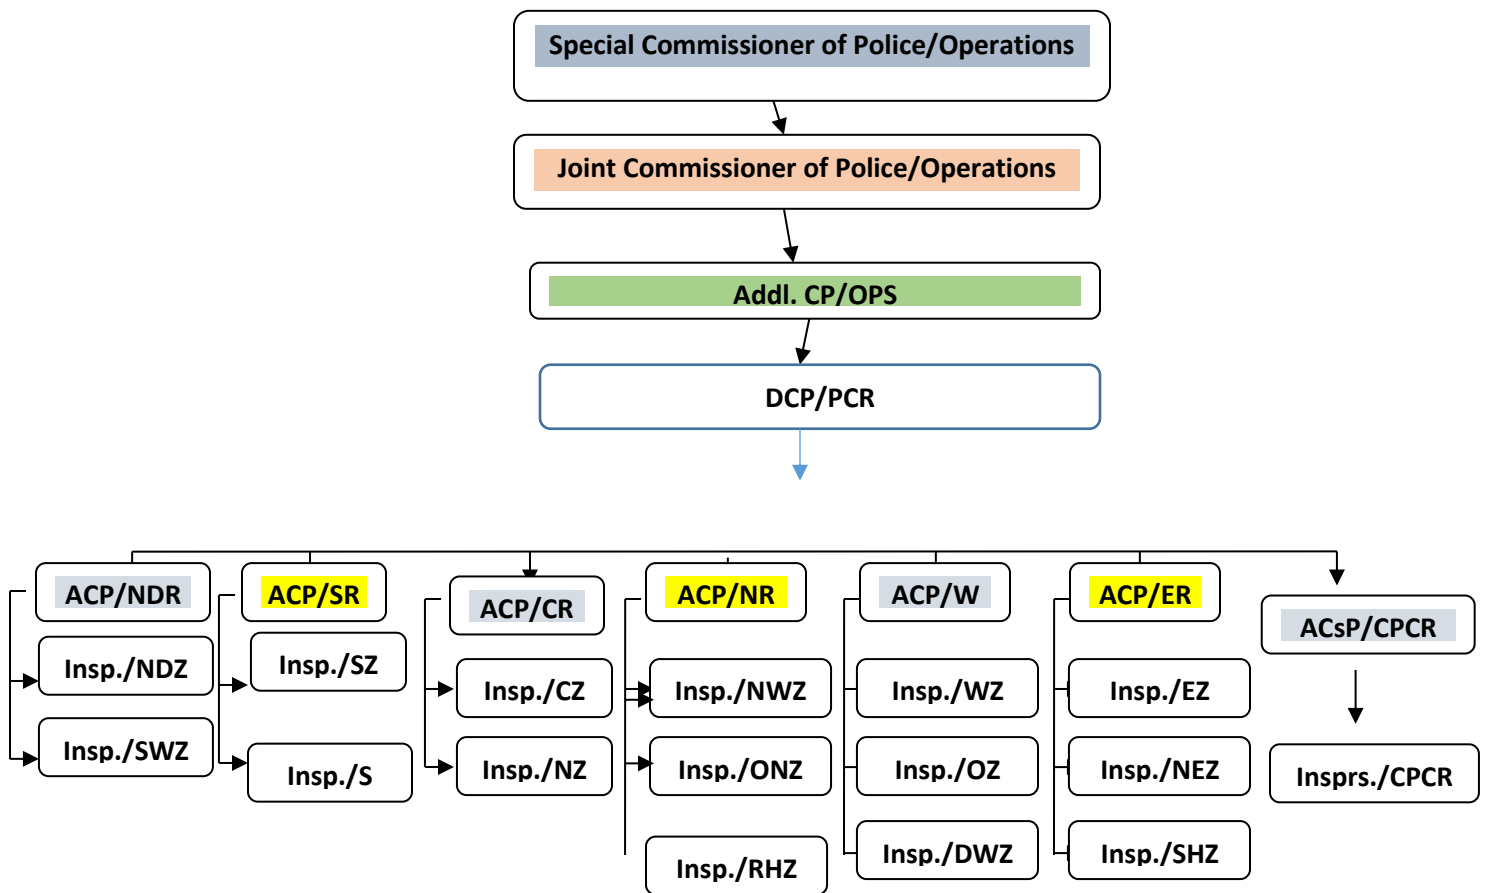 Special Commissioner of Police/Operations
Joint Commissioner of Police/Operations
Addl. CP/OPS
DCP/PCR
ACP/NDR
ACP/SR
ACP/CR
ACP/NR
ACP/W
ACP/ER
ACsP/CPCR
Insp./NDZ
Insp./SZ
Insp./CZ
Insp./NWZ
Insp./WZ
Insp./EZ
Insp./SWZ
Insp./S
Insp./NZ
Insp./ONZ
Insp./OZ
Insp./NEZ
Insprs./CPCR
Insp./RHZ
Insp./DWZ
Insp./SHZ